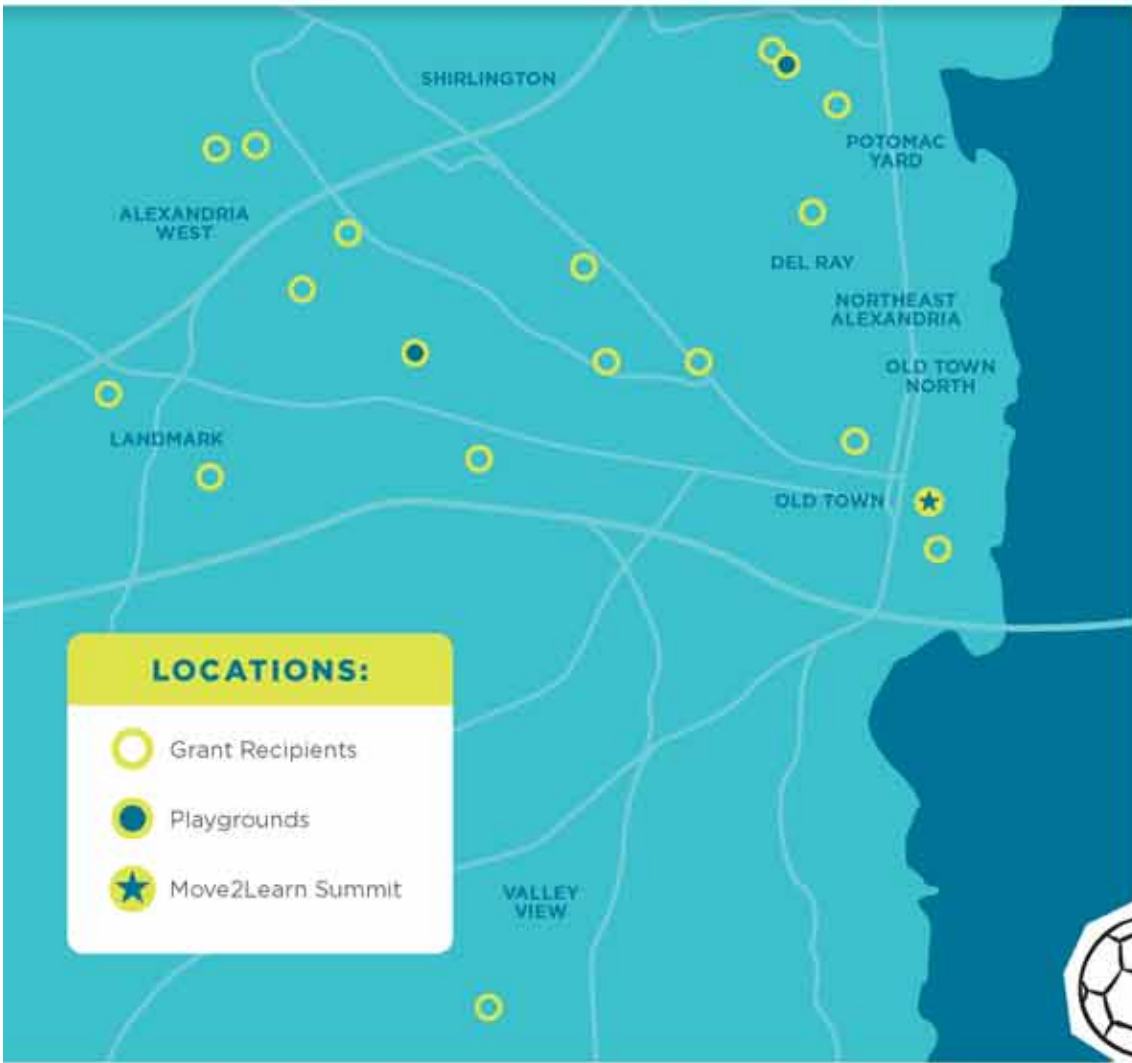 SHIRLINGTON
POTOMAC
YARD
ALEXANDRIA
WEST
DEL RAY
NORTHEAST
ALEXANDRIA
OLD TOWN
NORTH
LANDMARK
OLD TOWN
LOCATIONS:
Grant Recipients
Playgrounds
Move2Learn Summit
VALLEY
VIEW